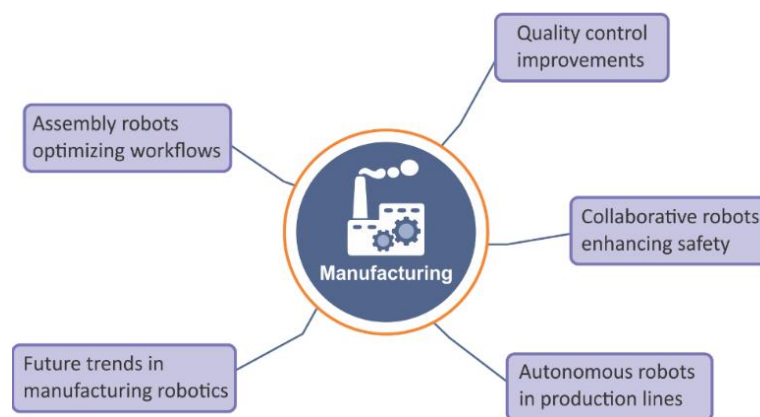 Quality control
improvements
Assembly robots
optimizing workflows
Collaborative robots
enhancing safety
Manufacturing
Future trends in
manufacturing robotics
Autonomous robots
in production lines